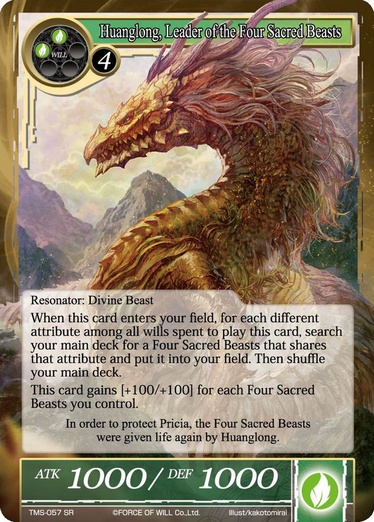 Huanglong, Leader of the Four Sacred Beasts
WILL
4
Resonator: Divine Beast
When this card enters your field, for each different
attribute among all wills spent to play this card, search
your main deck for a Four Sacred Beasts that shares
that attribute and put it into your field. Then shuffle
your main deck.
This card gains [+100/+100] for each Four Sacred
Beasts you control.
In order to protect Pricia, the Four Sacred Beasts
were given life again by Huanglong.
ATK 1000 / DEF 1000
TMS-057 SR ©FORCE OF WILL Co.,Ltd. Illust/kakotomirai